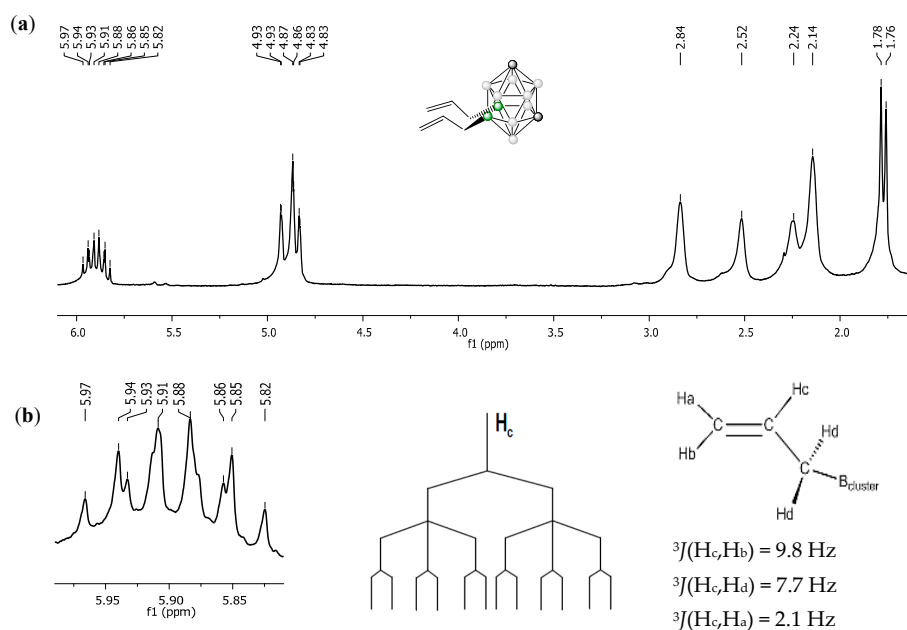 (a)
5.97
5.94
5.93
5.91
5.88
5.86
5.85
5.82
4.93
4.93
4.87
4.86
4.83
4.83
2.84
2.52
2.24
2.14
1.78
1.76
6.0 5.5 5.0 4.5 4.0 3.5 3.0 2.5 2.0
f1 (ppm)
(b)
5.97
5.94
5.93
5.91
5.88
5.86
5.85
5.82
5.95 5.90 5.85
f1 (ppm)
Hc
Ha
Hc
C
C
Hb
Hd
C
Bcluster
Hd
³J(Hc,Hb) = 9.8 Hz
³J(Hc,Hd) = 7.7 Hz
³J(Hc,Ha) = 2.1 Hz